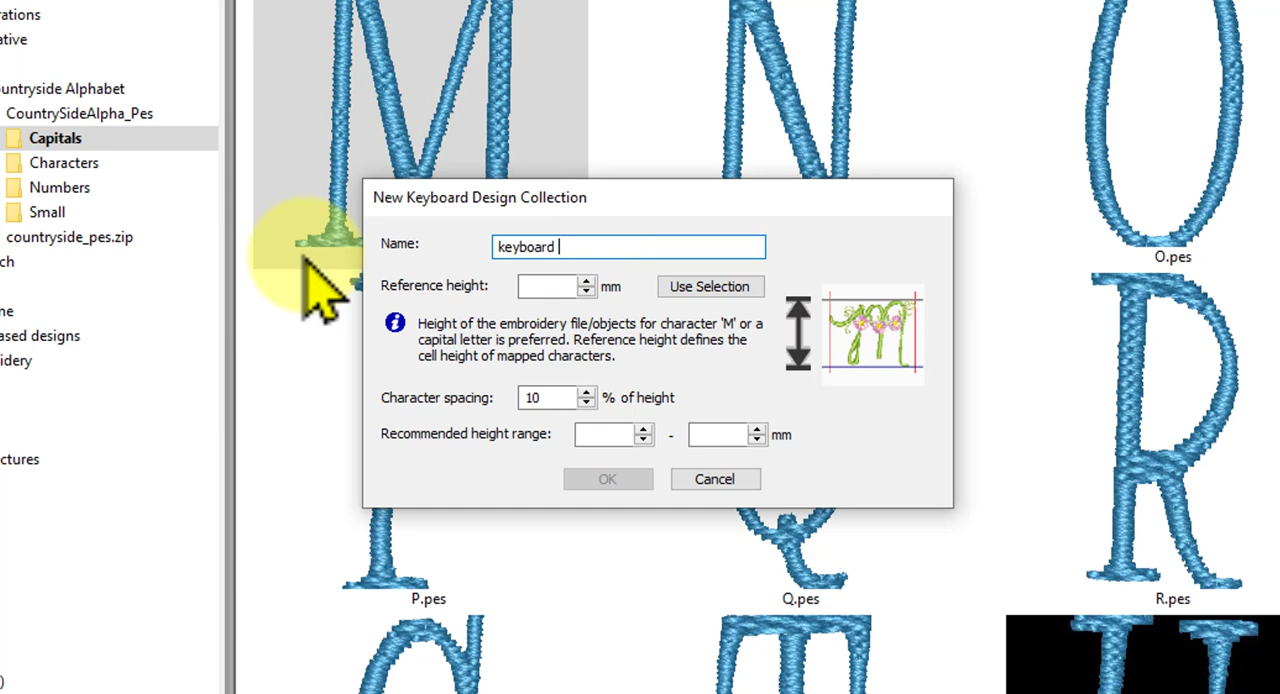 rations
ative
untryside Alphabet
CountrySideAlpha_Pes
Capitals
Characters
Numbers
Small
countryside_pes.zip
ch
me
ased designs
idery
ctures
)
New Keyboard Design Collection
Name:
keyboard
Reference height:
mm
Use Selection
Height of the embroidery file/objects for character 'M' or a
capital letter is preferred. Reference height defines the
cell height of mapped characters.
Character spacing:
10
% of height
Recommended height range:
-
mm
OK
Cancel
M
N
O
O.pes
P.pes
Q.pes
R
R.pes